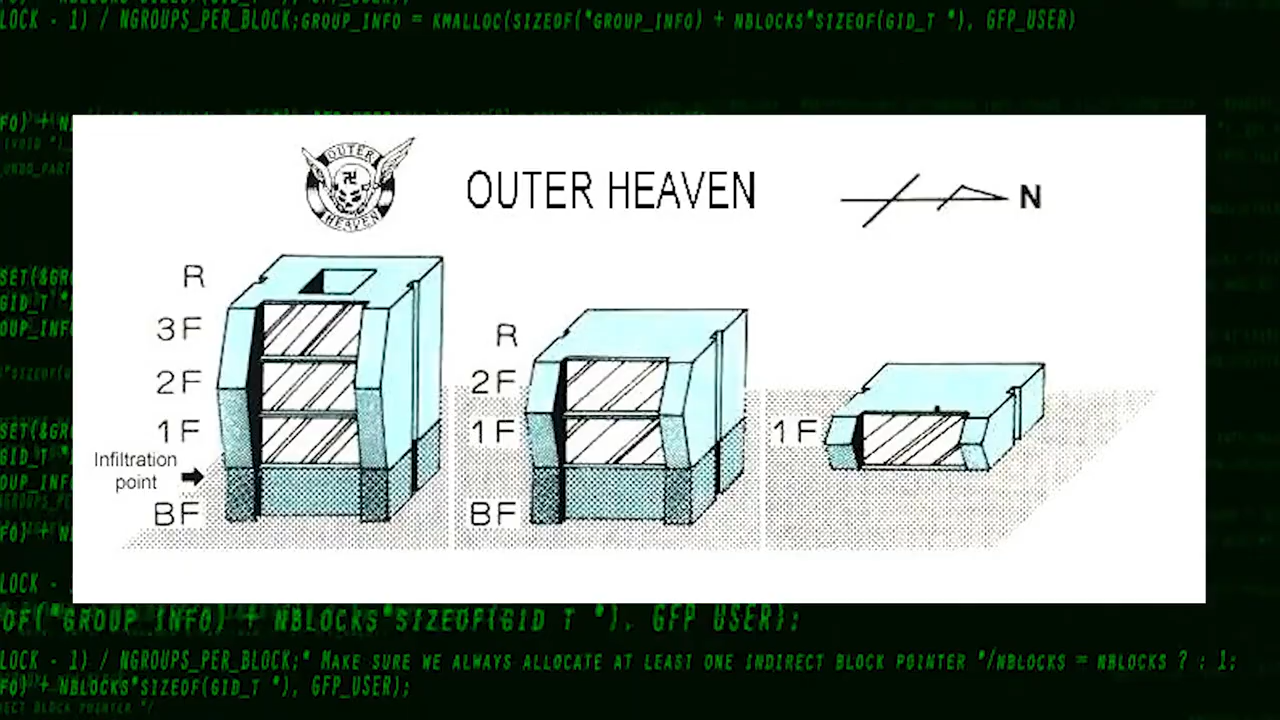 LOCK - 1) / NGROUPS_PER_BLOCK;GROUP_INFO = KMALLOC(SIZEOF(*GROUP_INFO) + NBLOCKS*SIZEOF(GID_T *), GFP_USER)
OUTER
HEAVEN
OUTER HEAVEN
N
R
3F
2F
1F
Infiltration
point
BF
R
2F
1F
BF
1F
LOCK -
OF(*GROUP_INFO) + NBLOCKS*SIZEOF(GID_T *), GFP_USER);
LOCK - 1) / NGROUPS_PER_BLOCK;* MAKE SURE WE ALWAYS ALLOCATE AT LEAST ONE INDIRECT BLOCK POINTER */NBLOCKS = NBLOCKS ? : 1;
FO) + NBLOCKS*SIZEOF(GID_T *), GFP_USER);